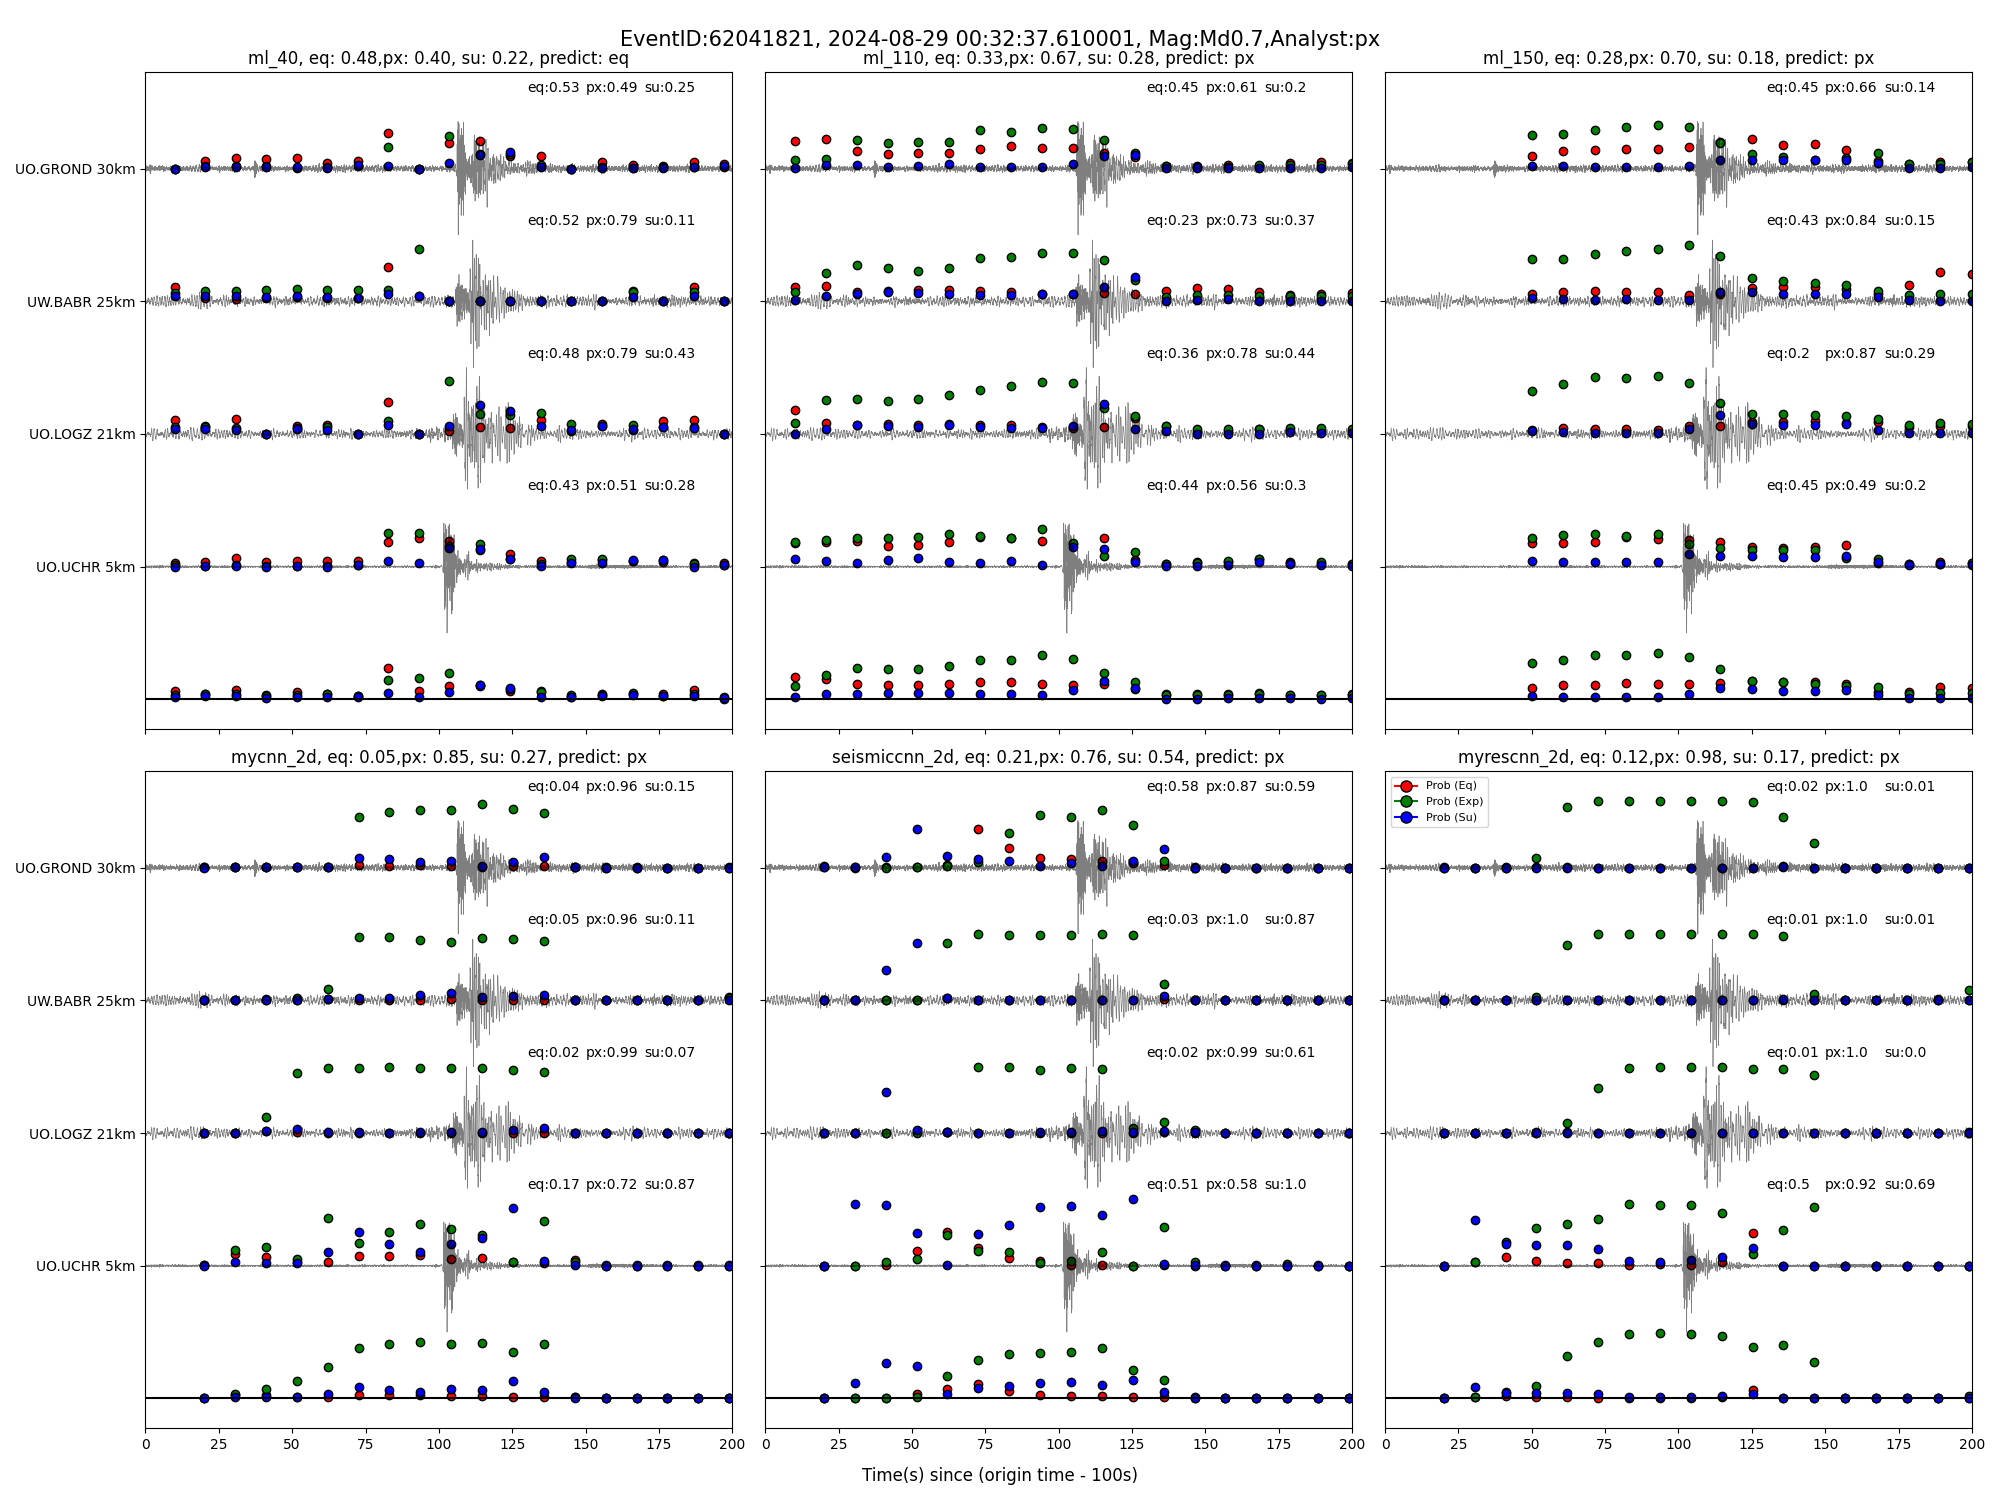 EventID:62041821, 2024-08-29 00:32:37.610001, Mag:Md0.7,Analyst:px
ml_40, eq: 0.48,px: 0.40, su: 0.22, predict: eq
eq:0.53 px:0.49 su:0.25
UO.GROND 30km
eq:0.52 px:0.79 su:0.11
UW.BABR 25km
eq:0.48 px:0.79 su:0.43
UO.LOGZ 21km
eq:0.43 px:0.51 su:0.28
UO.UCHR 5km
ml_110, eq: 0.33,px: 0.67, su: 0.28, predict: px
eq:0.45 px:0.61 su:0.2
eq:0.23 px:0.73 su:0.37
eq:0.36 px:0.78 su:0.44
eq:0.44 px:0.56 su:0.3
ml_150, eq: 0.28,px: 0.70, su: 0.18, predict: px
eq:0.45 px:0.66 su:0.14
eq:0.43 px:0.84 su:0.15
eq:0.2 px:0.87 su:0.29
eq:0.45 px:0.49 su:0.2
mycnn_2d, eq: 0.05,px: 0.85, su: 0.27, predict: px
eq:0.04 px:0.96 su:0.15
UO.GROND 30km
eq:0.05 px:0.96 su:0.11
UW.BABR 25km
eq:0.02 px:0.99 su:0.07
UO.LOGZ 21km
eq:0.17 px:0.72 su:0.87
UO.UCHR 5km
0 25 50 75 100 125 150 175 200
seismiccnn_2d, eq: 0.21,px: 0.76, su: 0.54, predict: px
eq:0.58 px:0.87 su:0.59
eq:0.03 px:1.0 su:0.87
eq:0.02 px:0.99 su:0.61
eq:0.51 px:0.58 su:1.0
0 25 50 75 100 125 150 175 200
myrescnn_2d, eq: 0.12,px: 0.98, su: 0.17, predict: px
Prob (Eq)
Prob (Exp)
Prob (Su)
eq:0.02 px:1.0 su:0.01
eq:0.01 px:1.0 su:0.01
eq:0.01 px:1.0 su:0.0
eq:0.5 px:0.92 su:0.69
0 25 50 75 100 125 150 175 200
Time(s) since (origin time - 100s)